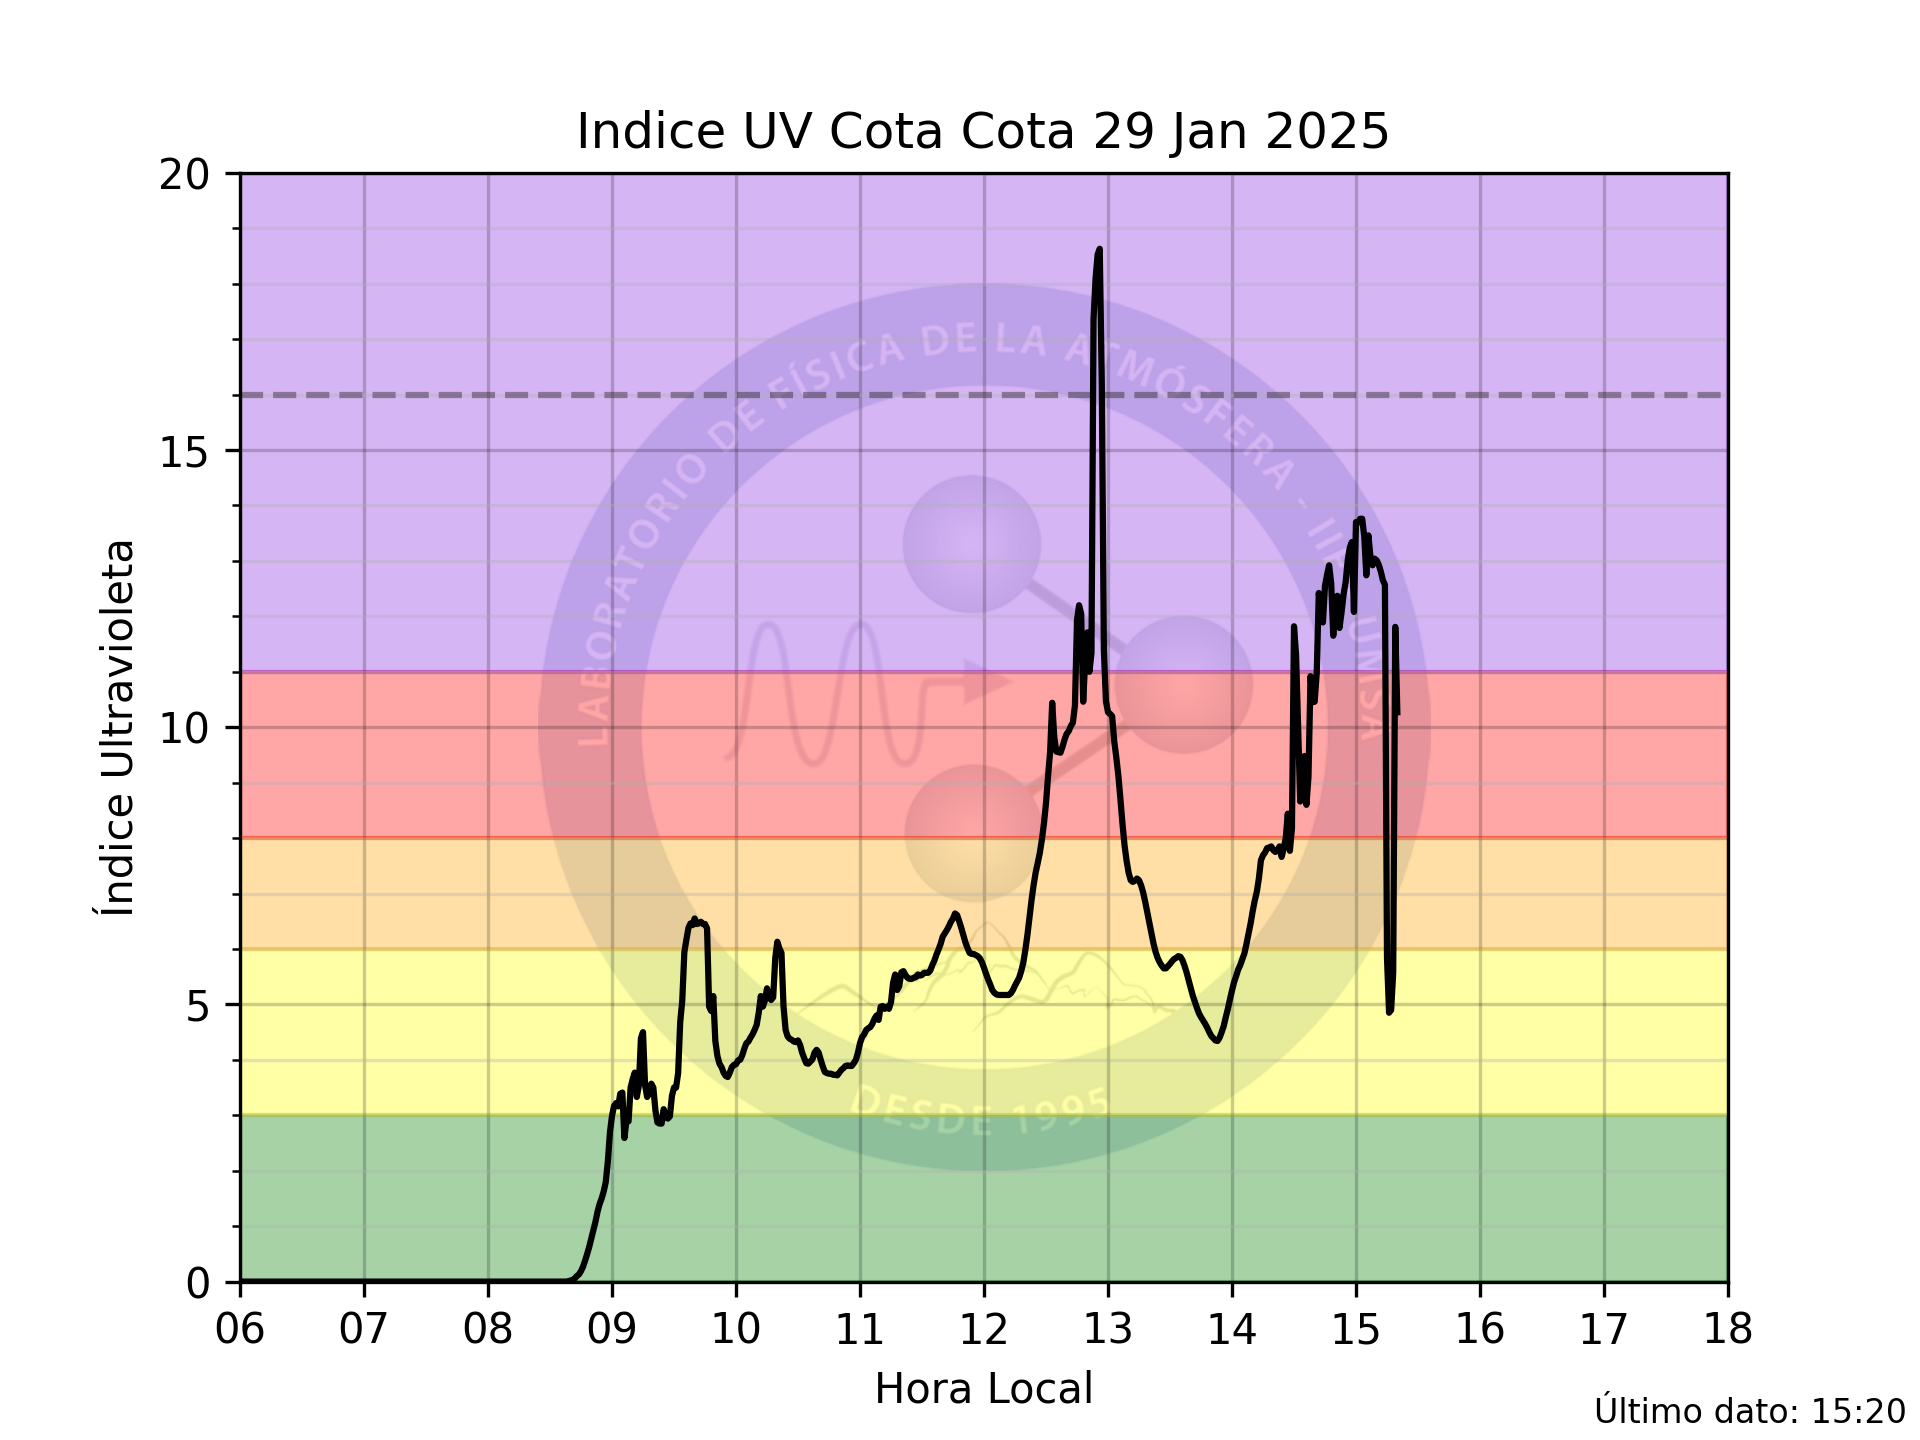 Indice UV Cota Cota 29 Jan 2025
20
15
10
5
0
Índice Ultravioleta
LABORATORIO DE FÍSICA DE LA ATMÓSFERA - IIF UMSA
DESDE 1995
06 07 08 09 10 11 12 13 14 15 16 17 18
Hora Local
Último dato: 15:20